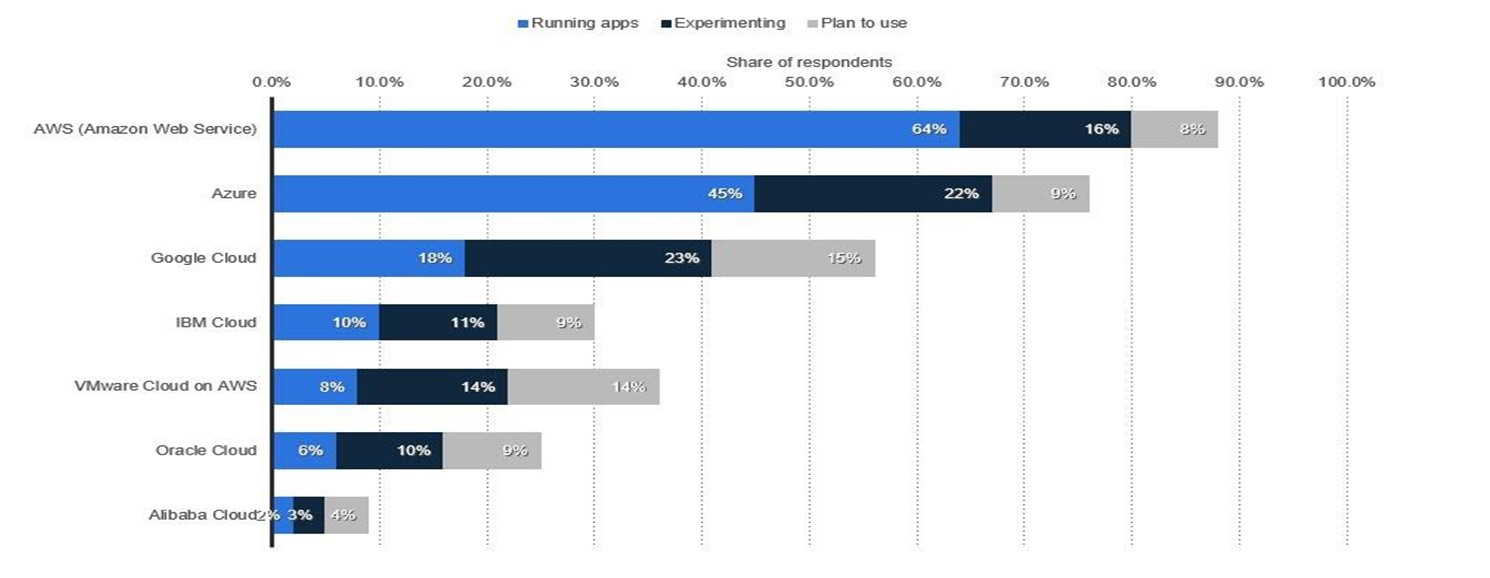 Running apps Experimenting Plan to use
Share of respondents
0.0% 10.0% 20.0% 30.0% 40.0% 50.0% 60.0% 70.0% 80.0% 90.0% 100.0%
AWS (Amazon Web Service) 64% 16% 8%
Azure 45% 22% 9%
Google Cloud 18% 23% 15%
IBM Cloud 10% 11% 9%
VMware Cloud on AWS 8% 14% 14%
Oracle Cloud 6% 10% 9%
Alibaba Cloud 2% 3% 4%